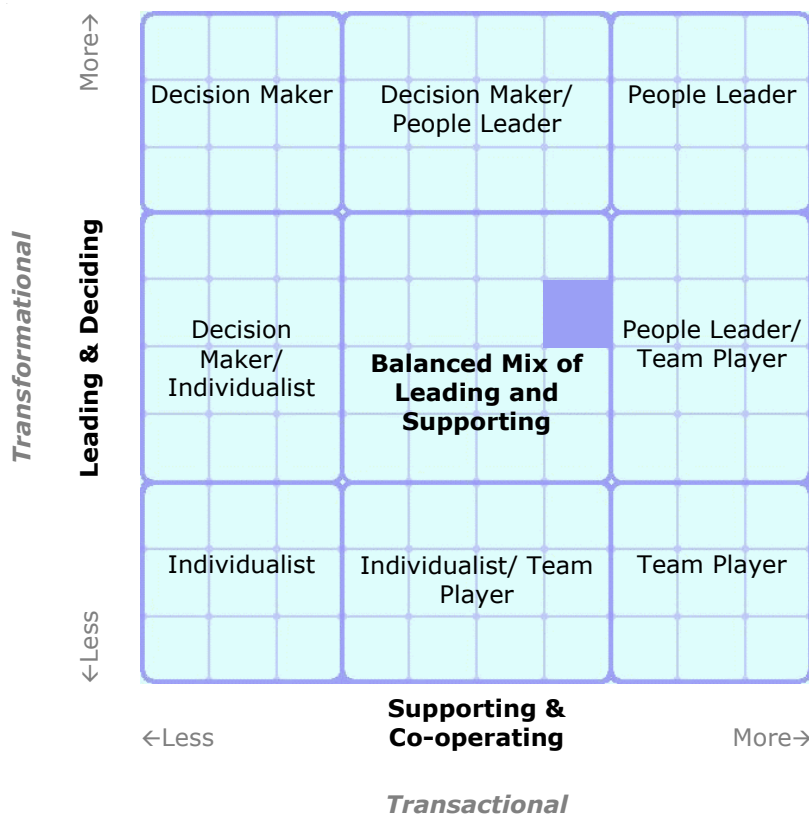 More→
Decision Maker
Decision Maker/
People Leader
People Leader
Transformational
Leading & Deciding
Decision
Maker/
Individualist
Balanced Mix of
Leading and
Supporting
People Leader/
Team Player
Individualist
Individualist/ Team
Player
Team Player
←Less
←Less
Supporting &
Co-operating
More→
Transactional